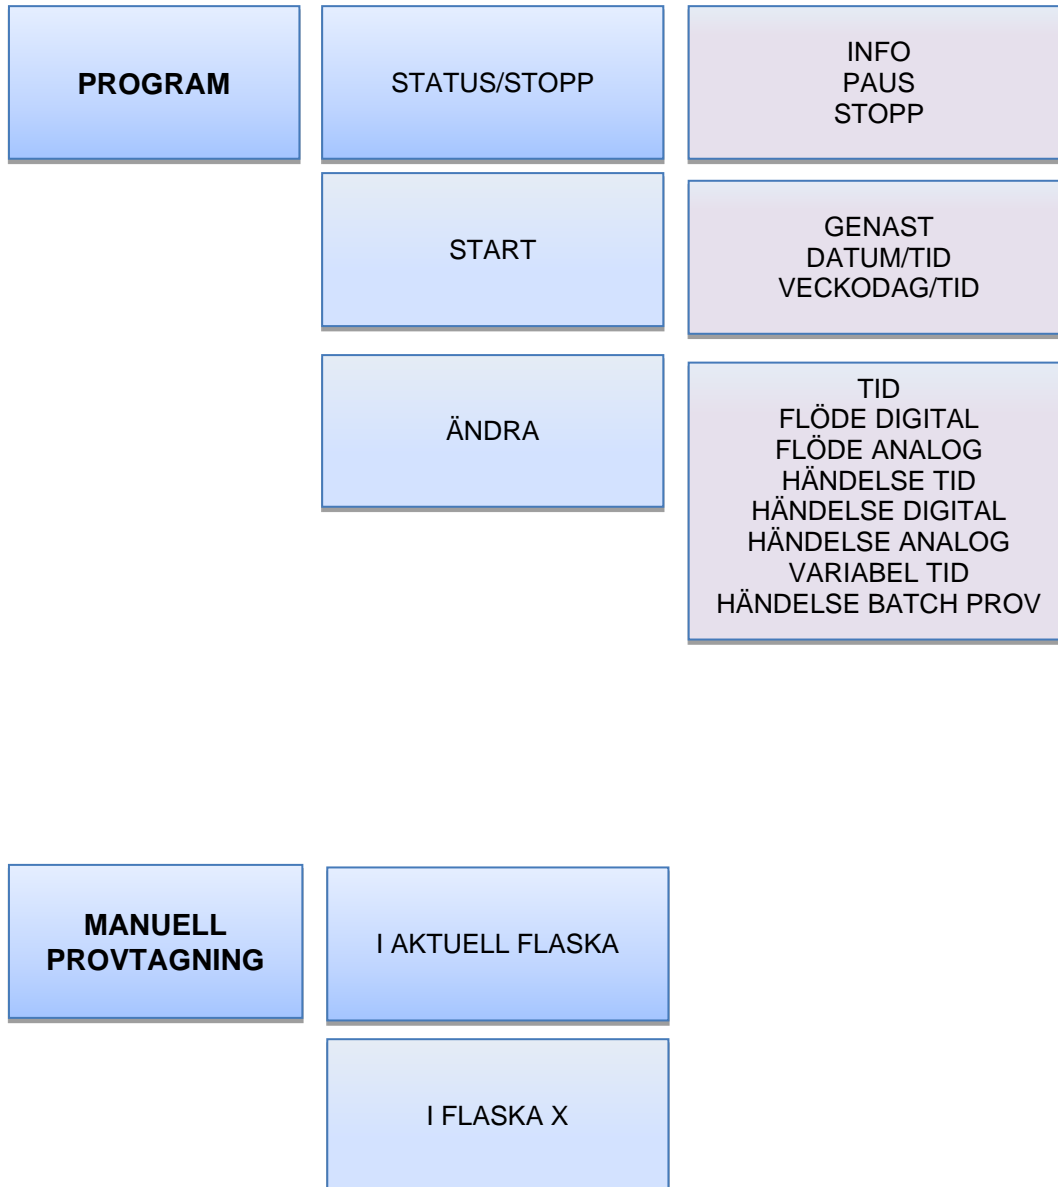 PROGRAM
STATUS/STOPP
INFO
PAUS
STOPP
START
GENAST
DATUM/TID
VECKODAG/TID
ÄNDRA
TID
FLÖDE DIGITAL
FLÖDE ANALOG
HÄNDELSE TID
HÄNDELSE DIGITAL
HÄNDELSE ANALOG
VARIABEL TID
HÄNDELSE BATCH PROV
MANUELL
PROVTAGNING
I AKTUELL FLASKA
I FLASKA X